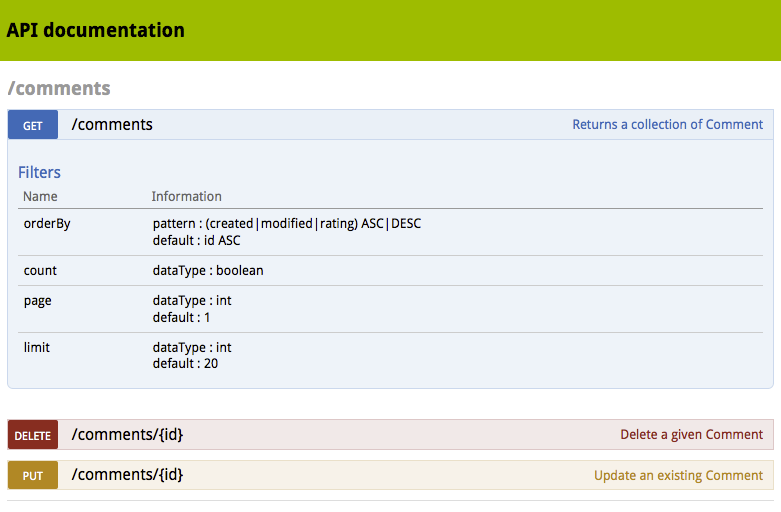 API documentation
/comments
GET /comments Returns a collection of Comment
Filters
Name Information
orderBy pattern : (created|modified|rating) ASC|DESC
default : id ASC
count dataType : boolean
page dataType : int
default : 1
limit dataType : int
default : 20
DELETE /comments/{id} Delete a given Comment
PUT /comments/{id} Update an existing Comment